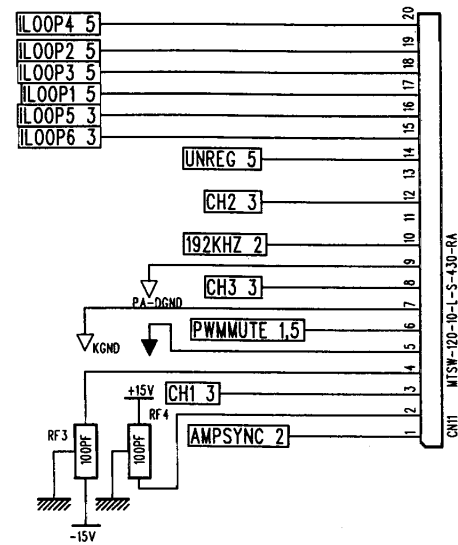 ILOOP4 5
20
ILOOP2 5
19
ILOOP3 5
18
ILOOP1 5
17
ILOOP5 3
16
ILOOP6 3
15
UNREG 5
14
13
CH2 3
12
11
192KHZ 2
10
9
PA-DGND
CH3 3
8
7
KGND
PWMMUTE 1,5
6
5
4
+15V
CH1 3
3
RF3
RF4
2
100PF
100PF
AMPSYNC 2
1
-15V
CN11
MTSW-120-10-L-S-430-RA